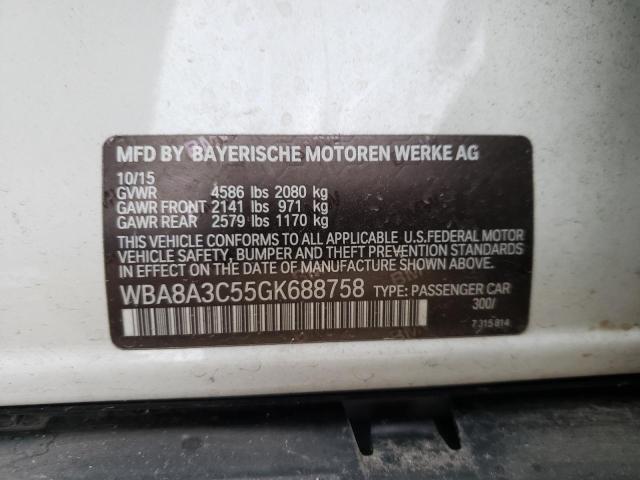 MFD BY BAYERISCHE MOTOREN WERKE AG
10/15
GVWR 4586 lbs 2080 kg
GAWR FRONT 2141 lbs 971 kg
GAWR REAR 2579 lbs 1170 kg
THIS VEHICLE CONFORMS TO ALL APPLICABLE U.S.FEDERAL MOTOR
VEHICLE SAFETY, BUMPER AND THEFT PREVENTION STANDARDS
IN EFFECT ON THE DATE OF MANUFACTURE SHOWN ABOVE.
WBA8A3C55GK688758 TYPE: PASSENGER CAR
300/
7 315 814